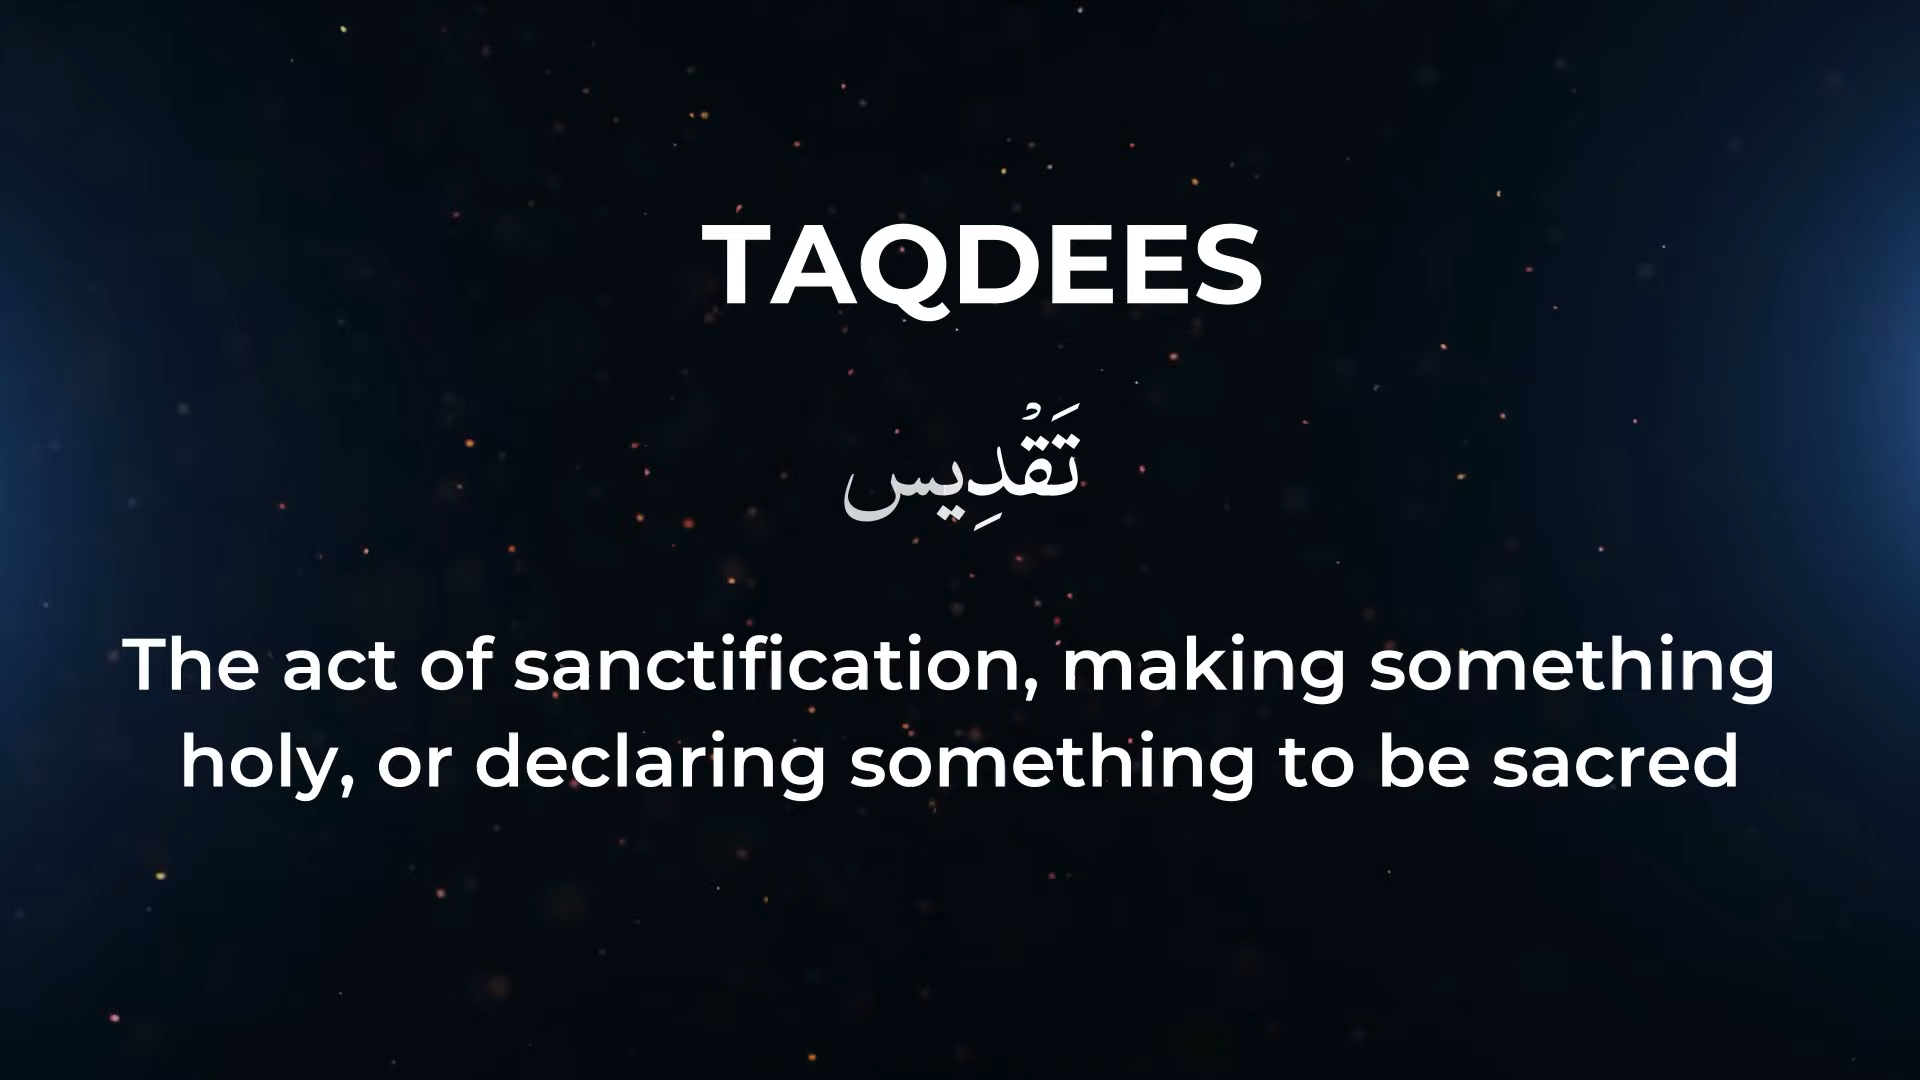 TAQDEES
تَقْدِيس
The act of sanctification, making something
holy, or declaring something to be sacred